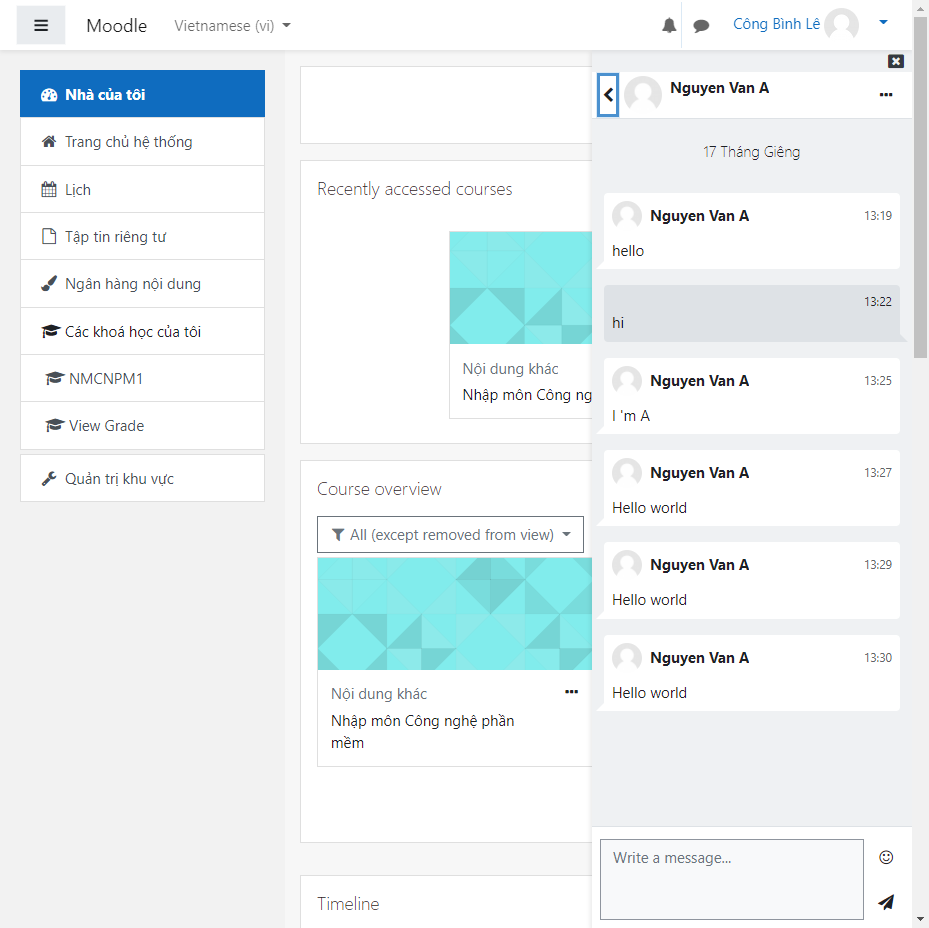 Moodle
Vietnamese (vi)
Công Bình Lê
Nhà của tôi
Trang chủ hệ thống
Lịch
Tập tin riêng tư
Ngân hàng nội dung
Các khoá học của tôi
NMCNPM1
View Grade
Quản trị khu vực
Recently accessed courses
Nội dung khác
Nhập môn Công ng
Course overview
All (except removed from view)
Nội dung khác
Nhập môn Công nghệ phần
mềm
Timeline
Nguyen Van A
17 Tháng Giêng
Nguyen Van A 13:19
hello
13:22
hi
Nguyen Van A 13:25
I 'm A
Nguyen Van A 13:27
Hello world
Nguyen Van A 13:29
Hello world
Nguyen Van A 13:30
Hello world
Write a message...